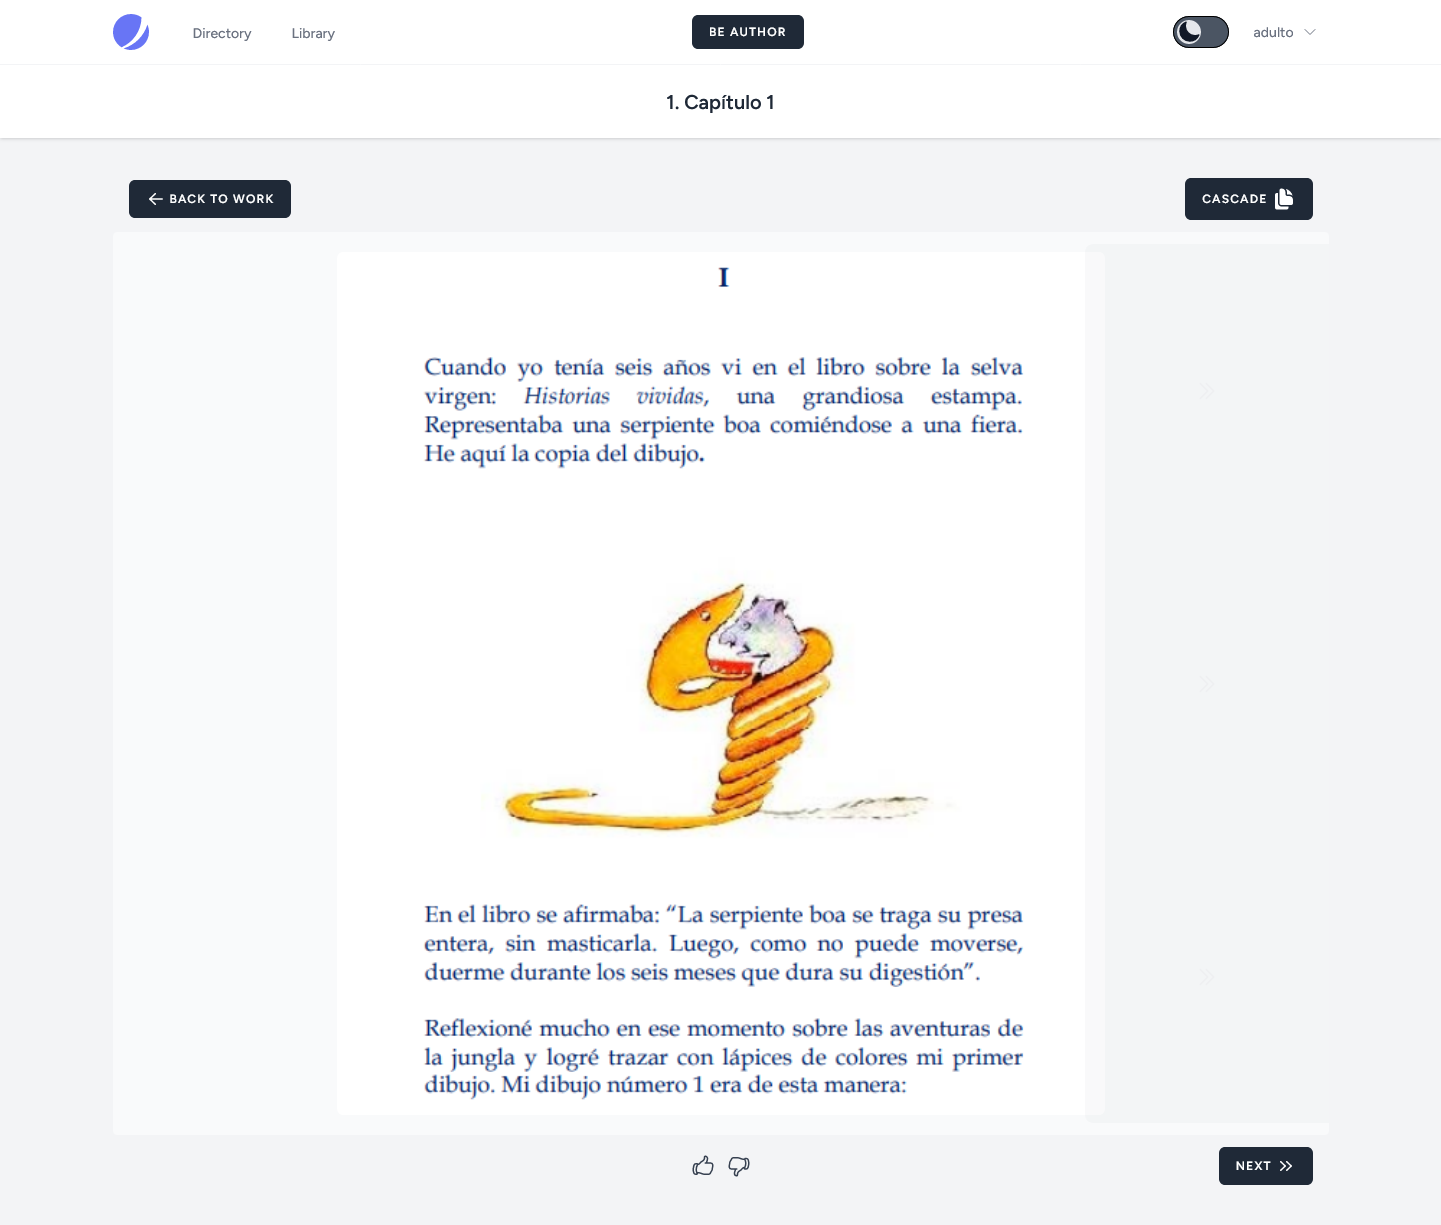 Directory Library BE AUTHOR adulto
1. Capítulo 1
BACK TO WORK CASCADE
I
Cuando yo tenía seis años vi en el libro sobre la selva
virgen: Historias vividas, una grandiosa estampa.
Representaba una serpiente boa comiéndose a una fiera.
He aquí la copia del dibujo.
En el libro se afirmaba: “La serpiente boa se traga su presa
entera, sin masticarla. Luego, como no puede moverse,
duerme durante los seis meses que dura su digestión”.
Reflexioné mucho en ese momento sobre las aventuras de
la jungla y logré trazar con lápices de colores mi primer
dibujo. Mi dibujo número 1 era de esta manera:
NEXT